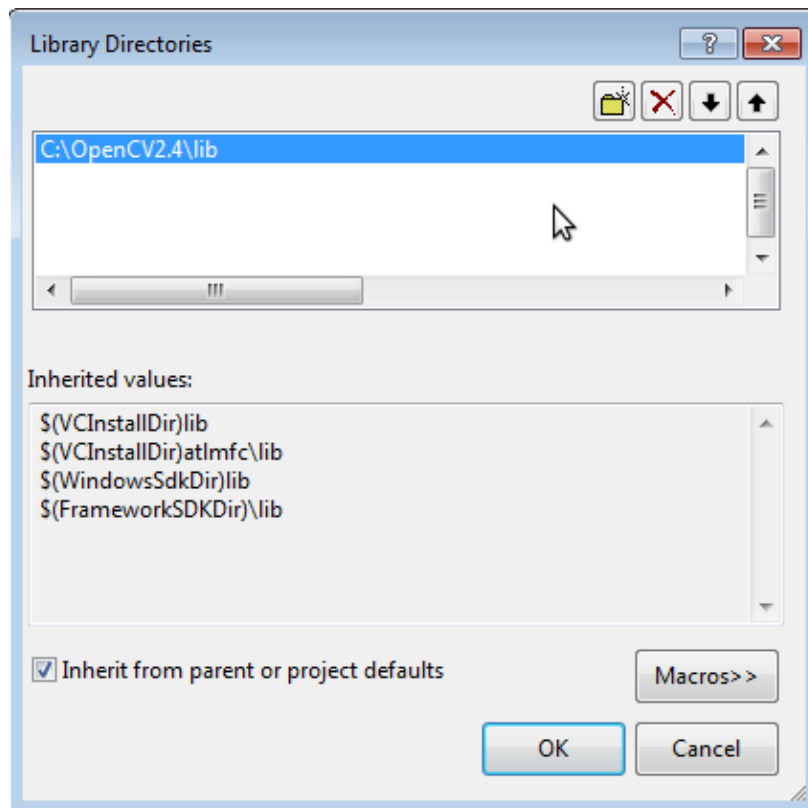 Library Directories
C:\OpenCV2.4\lib
Inherited values:
$(VCInstallDir)lib
$(VCInstallDir)atlmfc\lib
$(WindowsSdkDir)lib
$(FrameworkSDKDir)\lib
Inherit from parent or project defaults
Macros>>
OK
Cancel